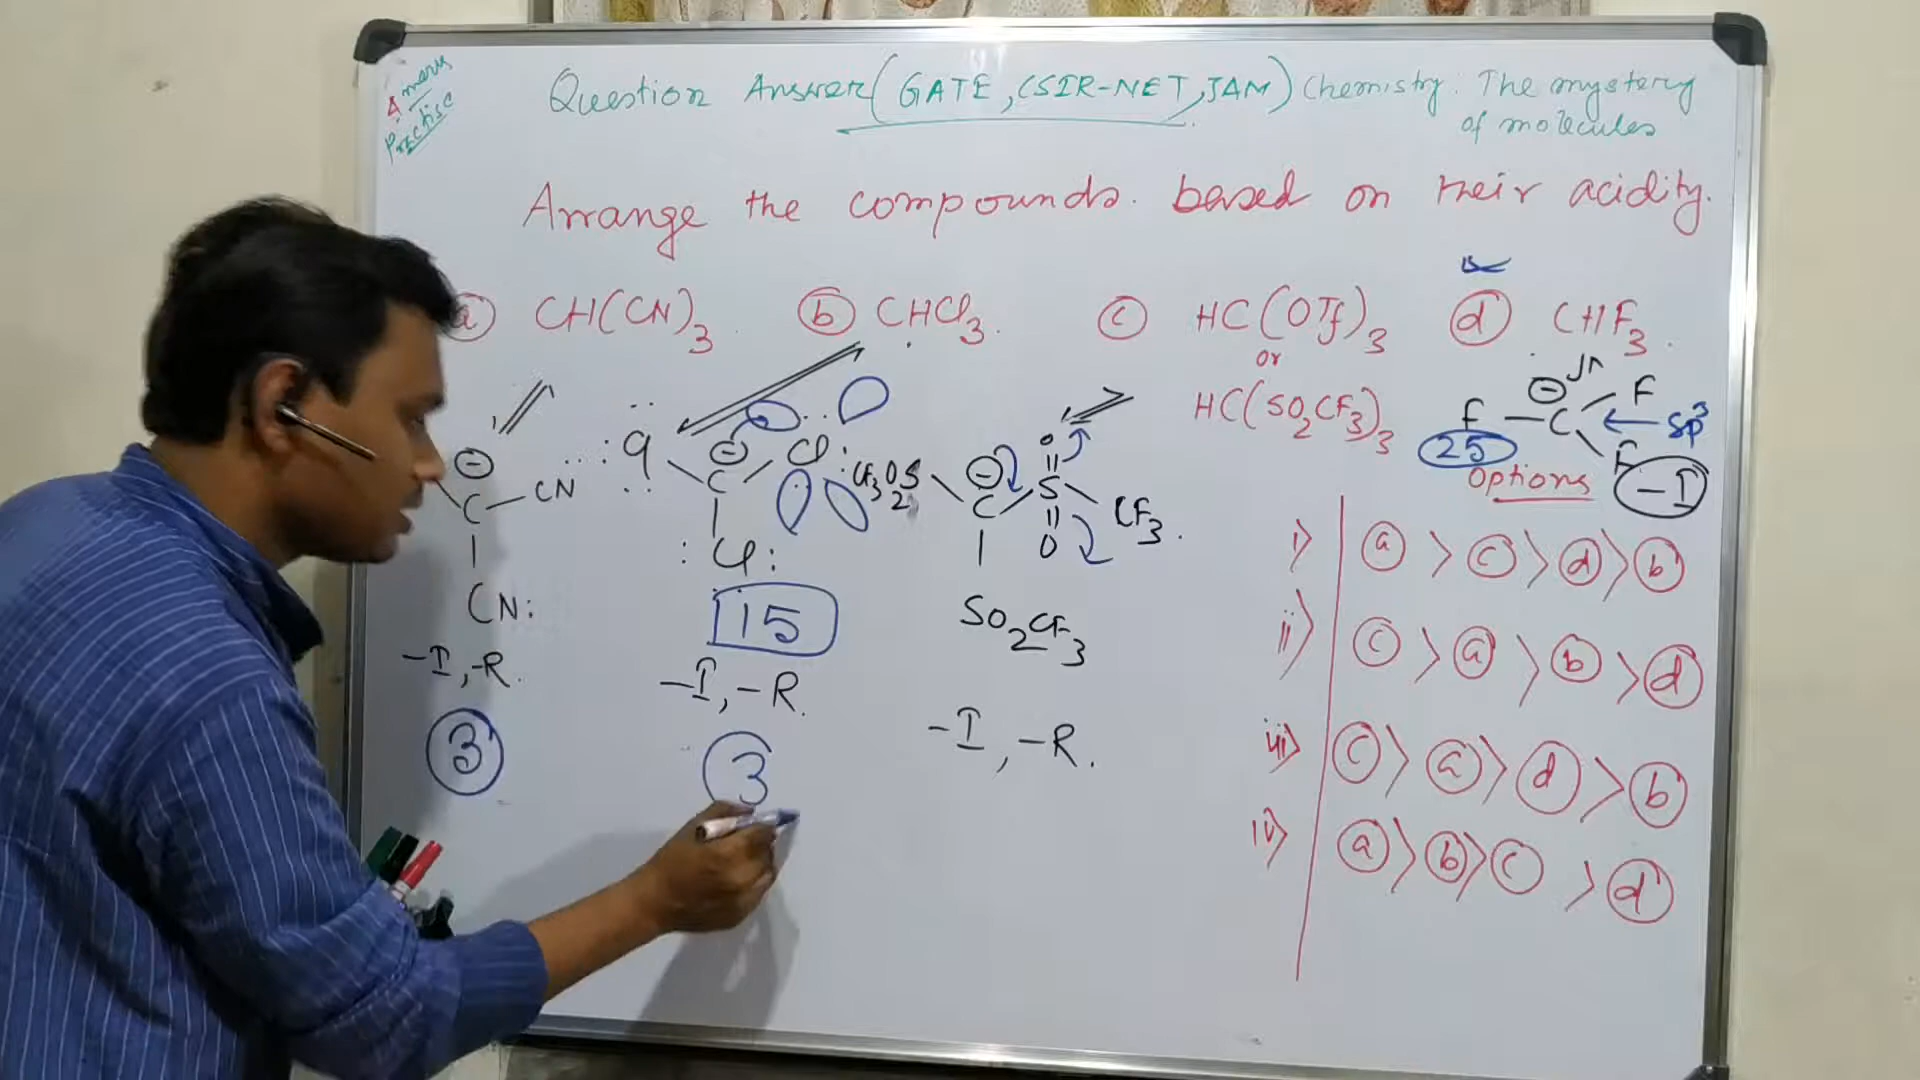 4 marks
Practise
Question Answer (GATE, CSIR-NET, JAM) Chemistry: The mystery
of molecules
Arrange the compounds. based on their acidity.
a) CH(CN)3
b CHCl3.
c HC(OTf)3
or
HC(SO2CF3)3
d CHF3.
⊖
C — CN
CN:
-I, -R.
3
Cl ⊖ Cl:
C
:Cl:
15
-I, -R.
3
CF3O2S ⊖
C
O
S
O
CF3.
SO2CF3
-I, -R.
⊖ F
F — C ← sp3
F
25
-I
Options
i) a > c > d > b
ii) c > a > b > d
iii) c > a > d > b
iv) a > b > c > d